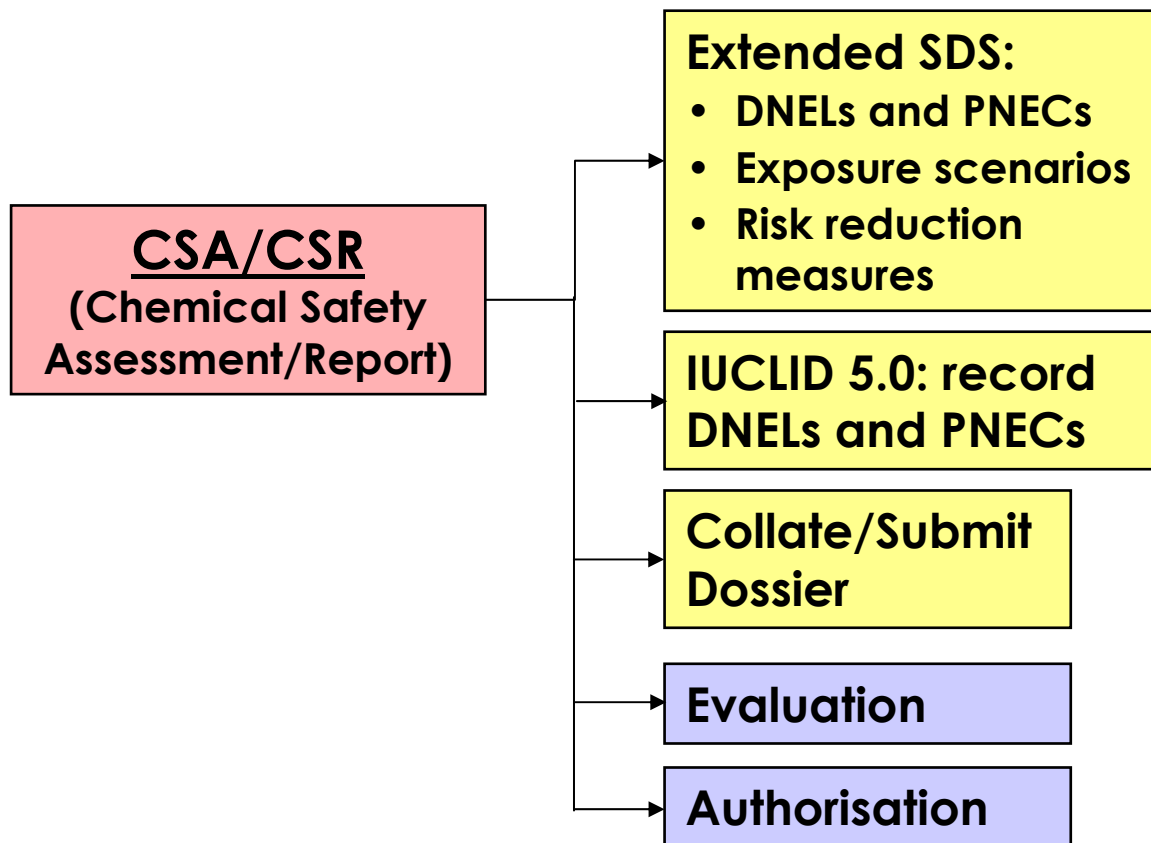 CSA/CSR
(Chemical Safety
Assessment/Report)
Extended SDS:
• DNELs and PNECs
• Exposure scenarios
• Risk reduction
measures
IUCLID 5.0: record
DNELs and PNECs
Collate/Submit
Dossier
Evaluation
Authorisation